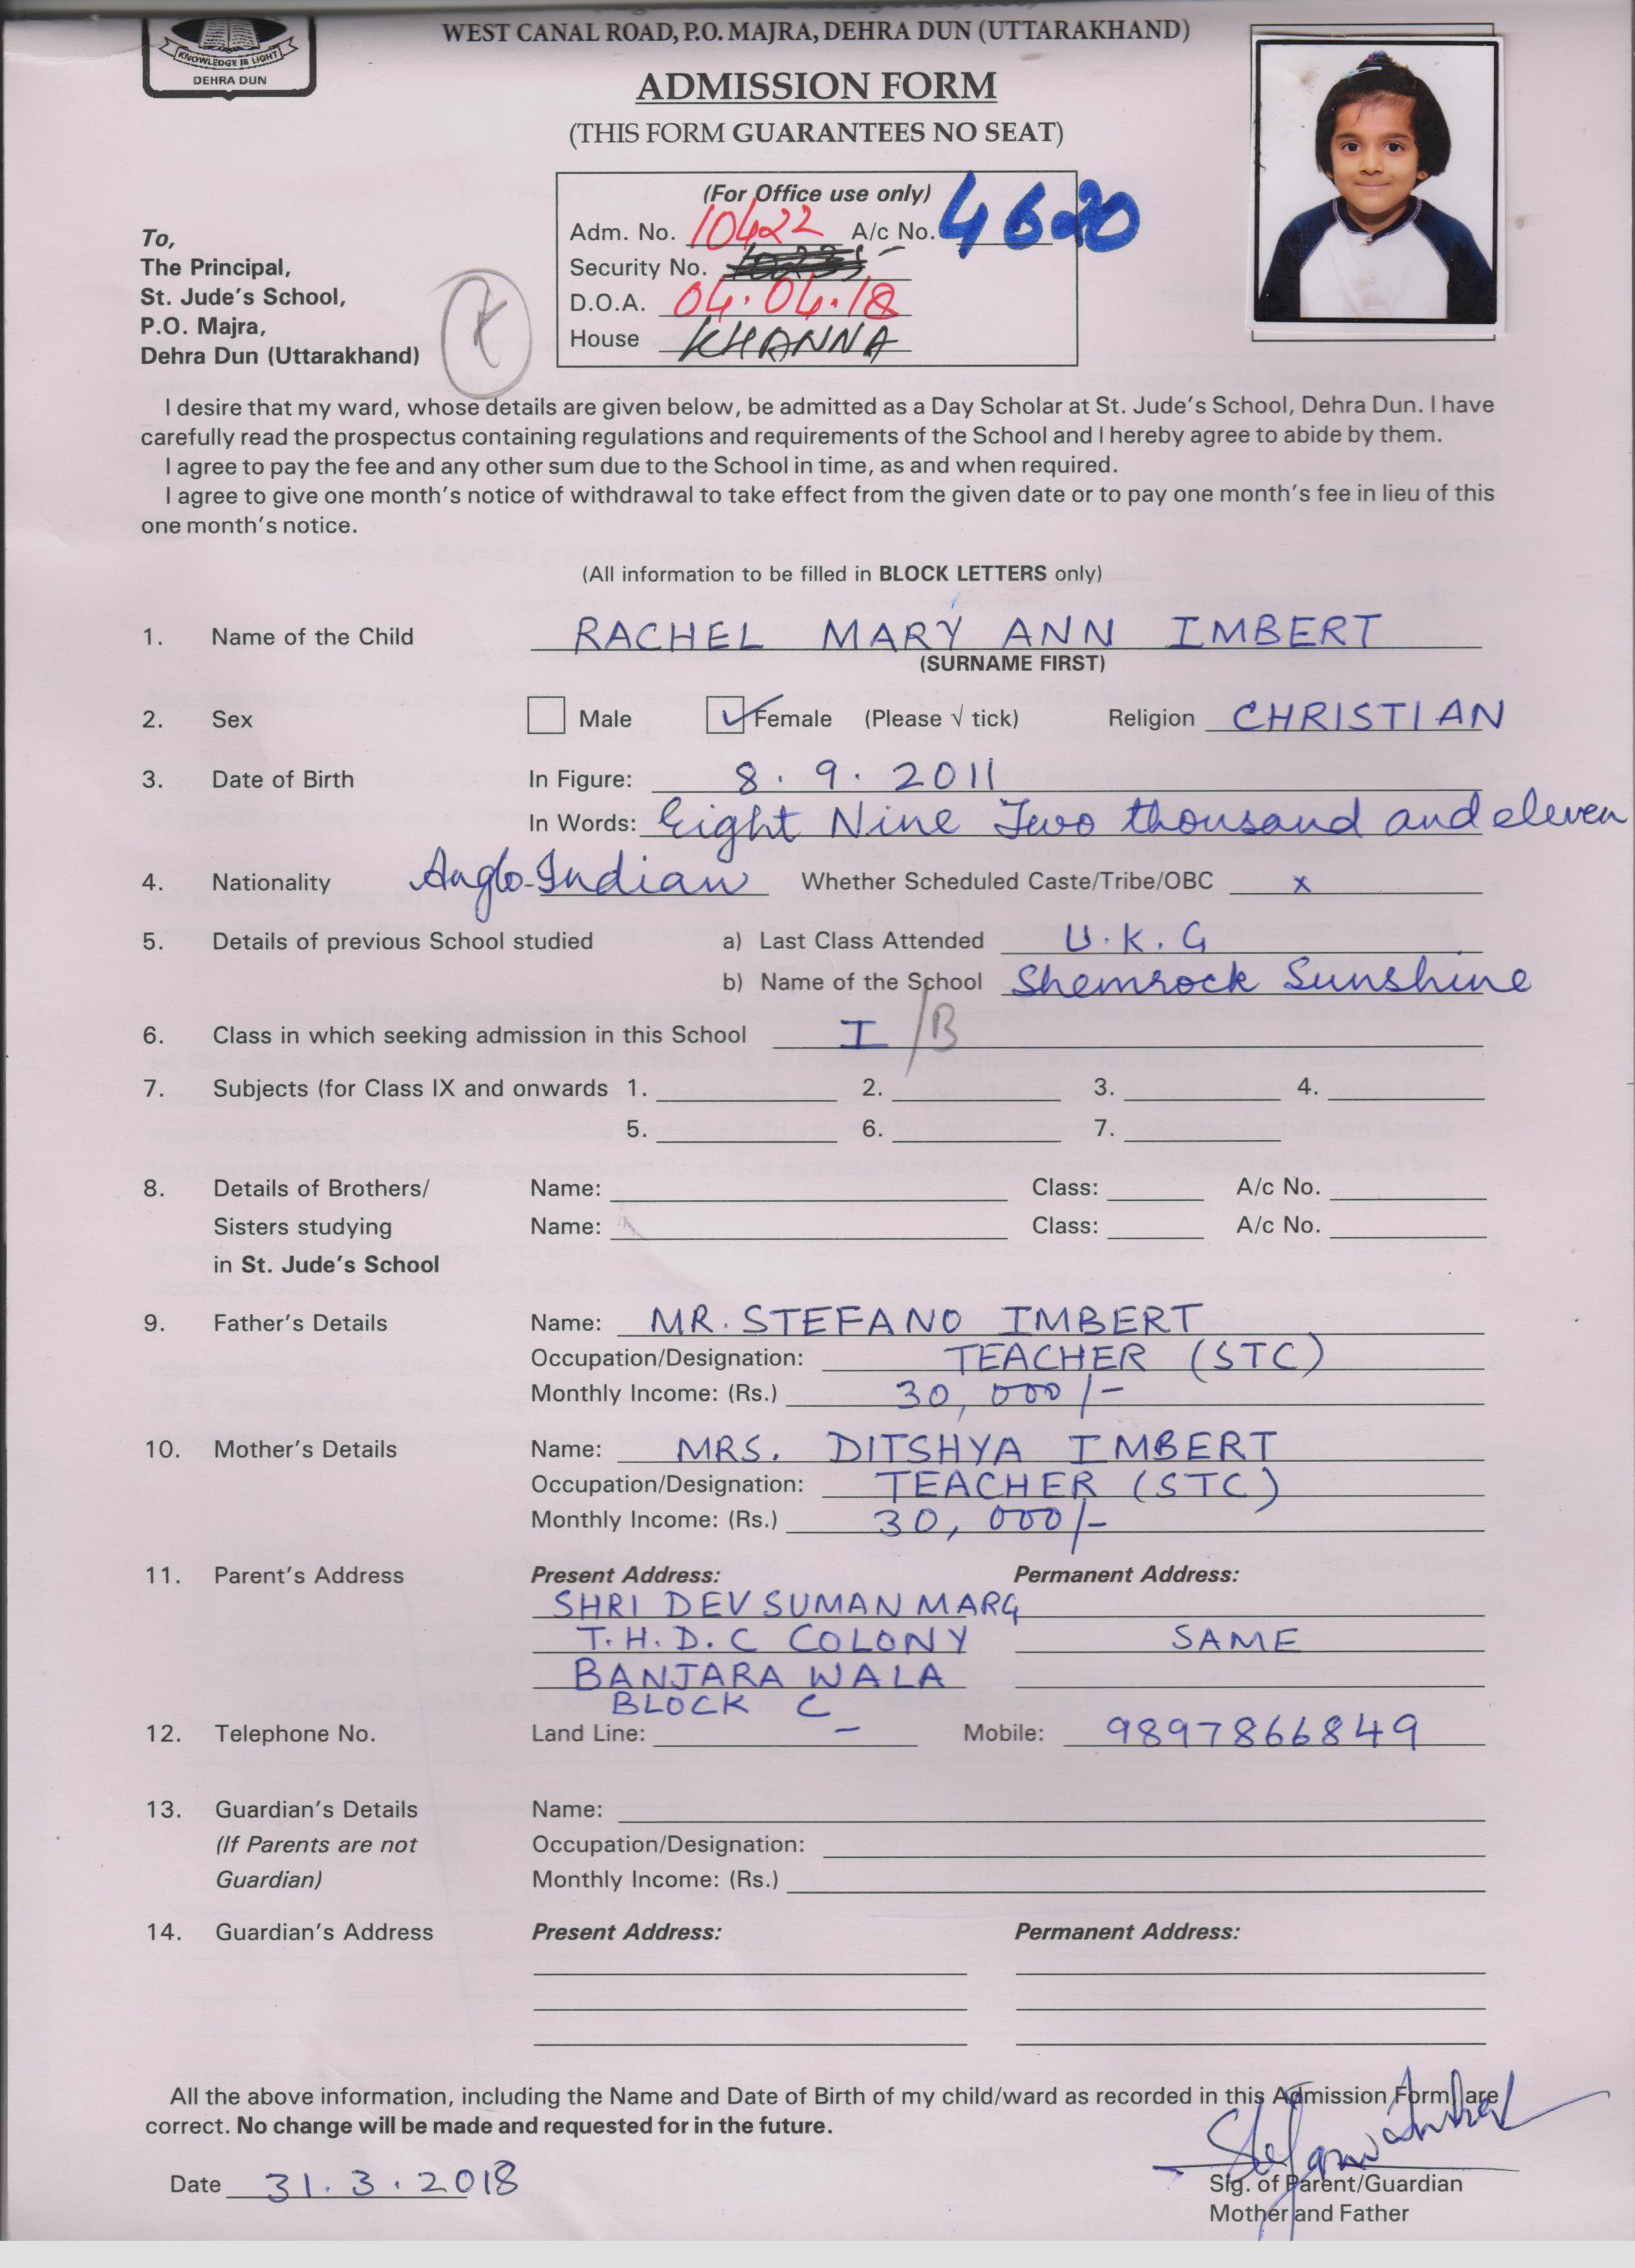 KNOWLEDGE IS LIGHT
DEHRA DUN
WEST CANAL ROAD, P.O. MAJRA, DEHRA DUN (UTTARAKHAND)
ADMISSION FORM
(THIS FORM GUARANTEES NO SEAT)
(For Office use only)
Adm. No. 10422 A/c No. 4620
Security No.
D.O.A. 04.04.18
House KHANNA
To,
The Principal,
St. Jude's School,
P.O. Majra,
Dehra Dun (Uttarakhand)
K
I desire that my ward, whose details are given below, be admitted as a Day Scholar at St. Jude's School, Dehra Dun. I have
carefully read the prospectus containing regulations and requirements of the School and I hereby agree to abide by them.
I agree to pay the fee and any other sum due to the School in time, as and when required.
I agree to give one month's notice of withdrawal to take effect from the given date or to pay one month's fee in lieu of this
one month's notice.
(All information to be filled in BLOCK LETTERS only)
1. Name of the Child RACHEL MARY ANN IMBERT
(SURNAME FIRST)
2. Sex Male Female (Please √ tick) Religion CHRISTIAN
3. Date of Birth In Figure: 8.9.2011
In Words: Eight Nine Two thousand and eleven
4. Nationality Anglo-Indian Whether Scheduled Caste/Tribe/OBC x
5. Details of previous School studied a) Last Class Attended U.K.G
b) Name of the School Shemrock Sunshine
6. Class in which seeking admission in this School I /B
7. Subjects (for Class IX and onwards 1. 2. 3. 4.
5. 6. 7.
8. Details of Brothers/ Name: Class: A/c No.
Sisters studying Name: Class: A/c No.
in St. Jude's School
9. Father's Details Name: MR. STEFANO IMBERT
Occupation/Designation: TEACHER (STC)
Monthly Income: (Rs.) 30,000/-
10. Mother's Details Name: MRS. DITSHYA IMBERT
Occupation/Designation: TEACHER (STC)
Monthly Income: (Rs.) 30,000/-
11. Parent's Address Present Address: Permanent Address:
SHRI DEV SUMAN MARG
T.H.D.C COLONY SAME
BANJARA WALA
BLOCK C
12. Telephone No. Land Line: – Mobile: 9897866849
13. Guardian's Details Name:
(If Parents are not Occupation/Designation:
Guardian) Monthly Income: (Rs.)
14. Guardian's Address Present Address: Permanent Address:
All the above information, including the Name and Date of Birth of my child/ward as recorded in this Admission Form are
correct. No change will be made and requested for in the future.
Date 31.3.2018
Sig. of Parent/Guardian
Mother and Father